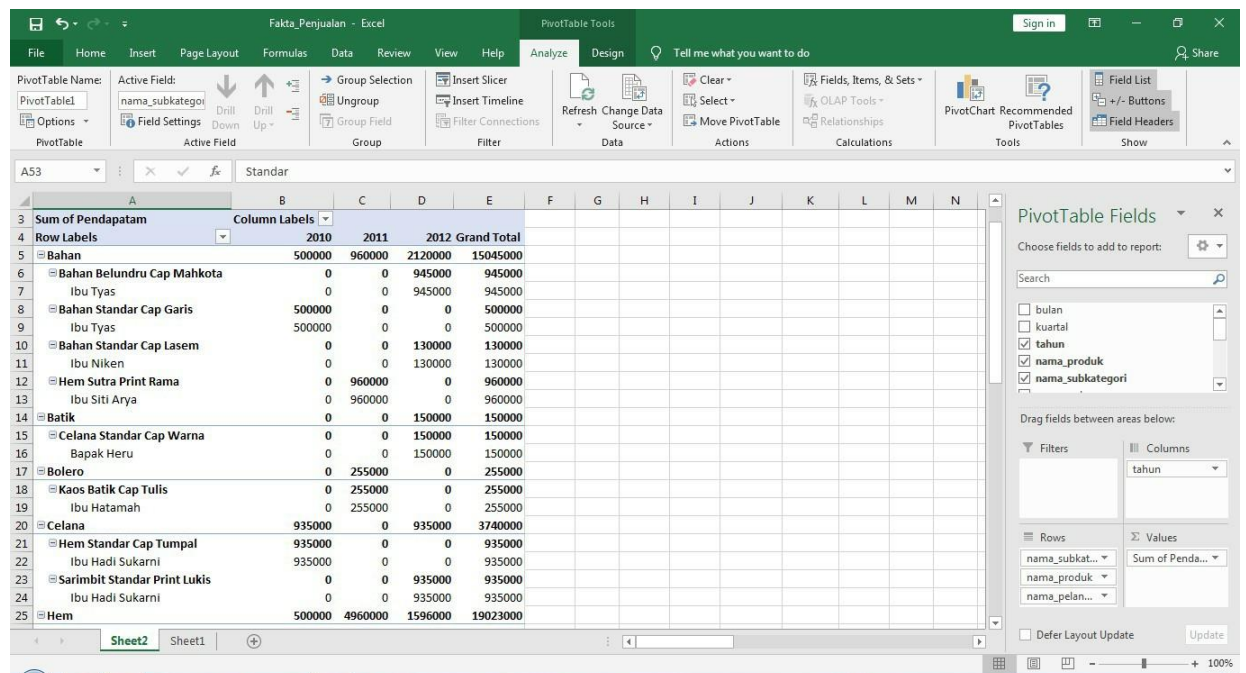 Fakta_Penjualan - Excel
PivotTable Tools
Sign in
File Home Insert Page Layout Formulas Data Review View Help Analyze Design Tell me what you want to do Share
PivotTable Name:
PivotTable1
Options
PivotTable
Active Field:
nama_subkategoi
Field Settings
Drill Down
Drill Up
Active Field
Group Selection
Ungroup
Group Field
Group
Insert Slicer
Insert Timeline
Filter Connections
Filter
Refresh
Change Data Source
Data
Clear
Select
Move PivotTable
Actions
Fields, Items, & Sets
OLAP Tools
Relationships
Calculations
PivotChart
Recommended PivotTables
Tools
Field List
+/- Buttons
Field Headers
Show
A53 fx Standar
A B C D E F G H I J K L M N
3 Sum of Pendapatam Column Labels
4 Row Labels 2010 2011 2012 Grand Total
5 Bahan 500000 960000 2120000 15045000
6 Bahan Belundru Cap Mahkota 0 0 945000 945000
7 Ibu Tyas 0 0 945000 945000
8 Bahan Standar Cap Garis 500000 0 0 500000
9 Ibu Tyas 500000 0 0 500000
10 Bahan Standar Cap Lasem 0 0 130000 130000
11 Ibu Niken 0 0 130000 130000
12 Hem Sutra Print Rama 0 960000 0 960000
13 Ibu Siti Arya 0 960000 0 960000
14 Batik 0 0 150000 150000
15 Celana Standar Cap Warna 0 0 150000 150000
16 Bapak Heru 0 0 150000 150000
17 Bolero 0 255000 0 255000
18 Kaos Batik Cap Tulis 0 255000 0 255000
19 Ibu Hatamah 0 255000 0 255000
20 Celana 935000 0 935000 3740000
21 Hem Standar Cap Tumpal 935000 0 0 935000
22 Ibu Hadi Sukarni 935000 0 0 935000
23 Sarimbit Standar Print Lukis 0 0 935000 935000
24 Ibu Hadi Sukarni 0 0 935000 935000
25 Hem 500000 4960000 1596000 19023000
PivotTable Fields
Choose fields to add to report:
Search
bulan
kuartal
tahun
nama_produk
nama_subkategori
Drag fields between areas below:
Filters
Columns
tahun
Rows
nama_subkat...
nama_produk
nama_pelan...
Σ Values
Sum of Penda...
Defer Layout Update Update
Sheet2 Sheet1
100%